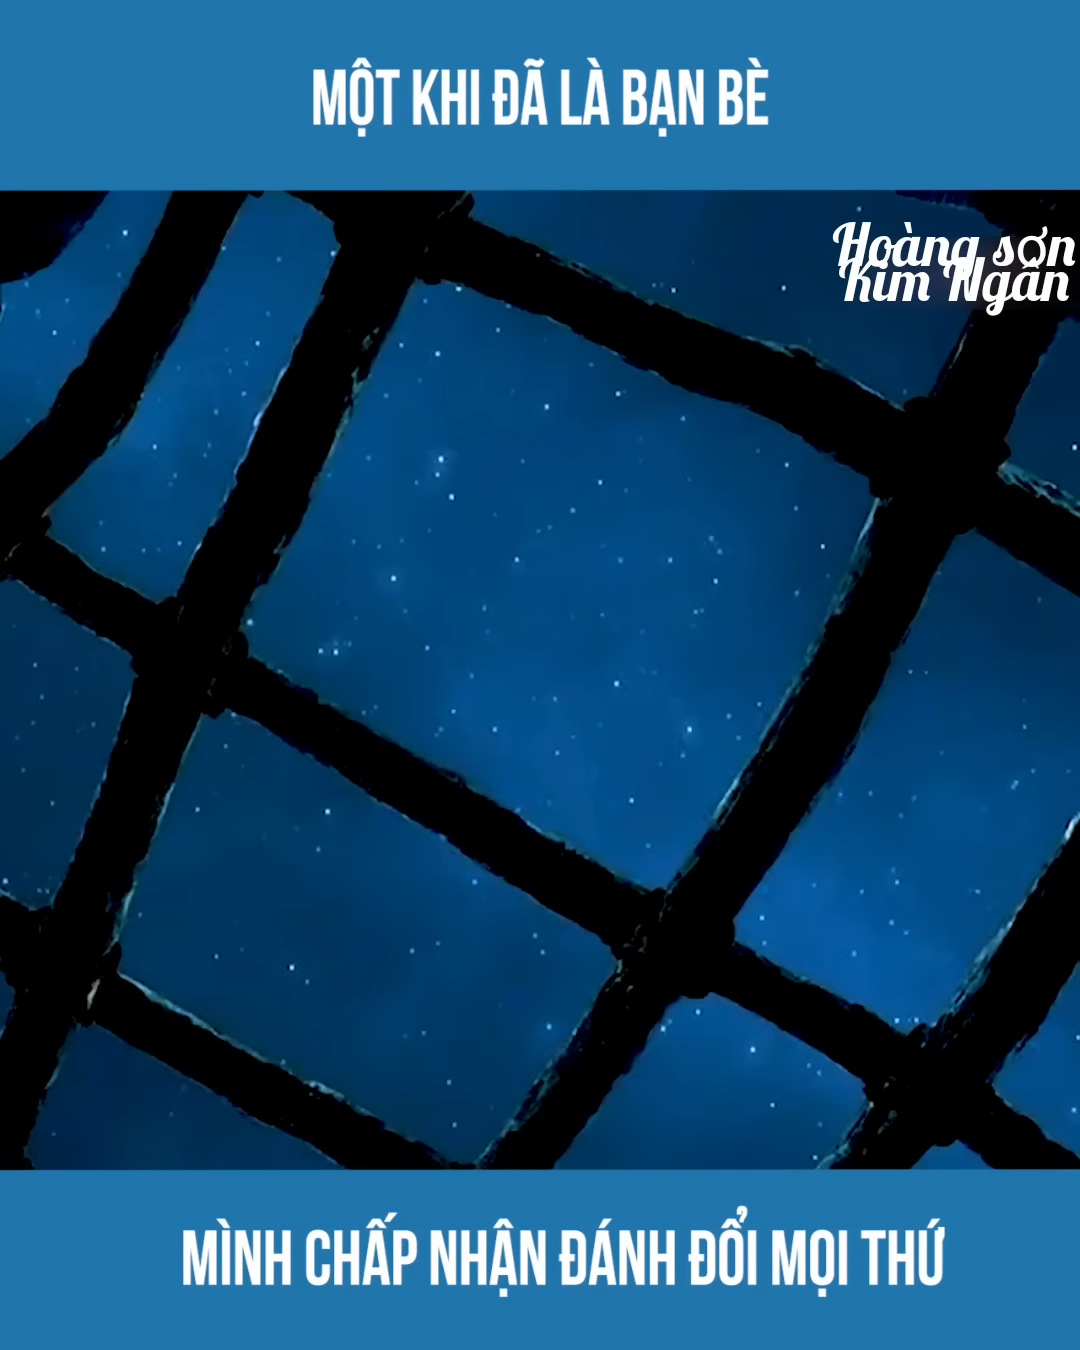 MỘT KHI ĐÃ LÀ BẠN BÈ
Hoàng sơn
Kim Ngân
MÌNH CHẤP NHẬN ĐÁNH ĐỔI MỌI THỨ